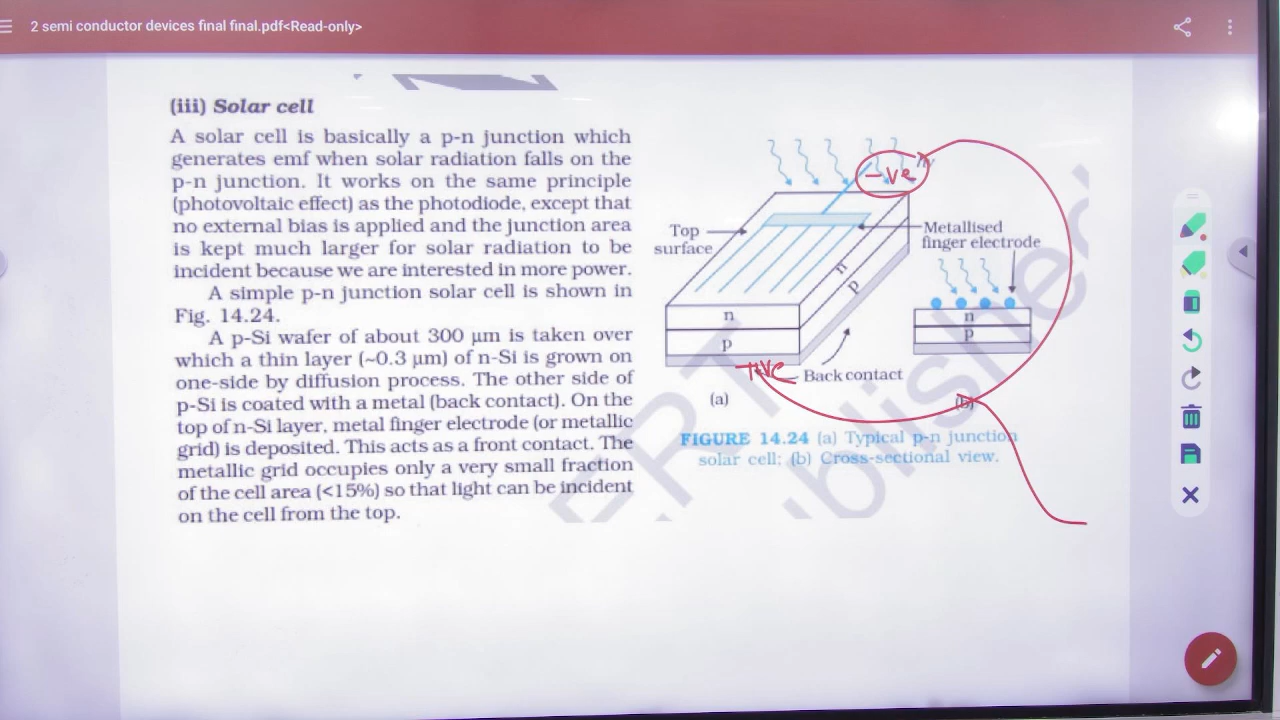 2 semi conductor devices final final.pdf<Read-only>
(iii) Solar cell
A solar cell is basically a p-n junction which
generates emf when solar radiation falls on the
p-n junction. It works on the same principle
(photovoltaic effect) as the photodiode, except that
no external bias is applied and the junction area
is kept much larger for solar radiation to be
incident because we are interested in more power.
A simple p-n junction solar cell is shown in
Fig. 14.24.
A p-Si wafer of about 300 μm is taken over
which a thin layer (~0.3 μm) of n-Si is grown on
one-side by diffusion process. The other side of
p-Si is coated with a metal (back contact). On the
top of n-Si layer, metal finger electrode (or metallic
grid) is deposited. This acts as a front contact. The
metallic grid occupies only a very small fraction
of the cell area (<15%) so that light can be incident
on the cell from the top.
-ve
hν
Top
surface
Metallised
finger electrode
n
p
n
p
n
p
+ve
Back contact
(a)
(b)
FIGURE 14.24 (a) Typical p-n junction
solar cell; (b) Cross-sectional view.